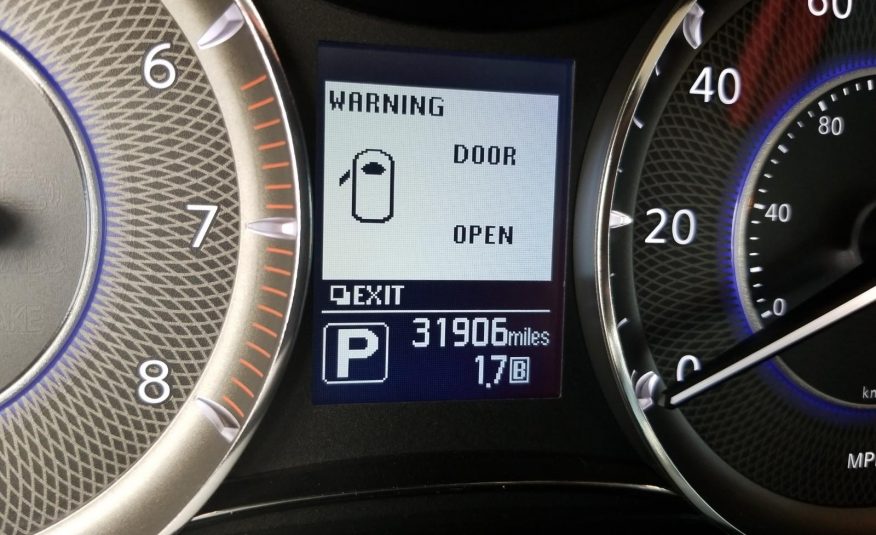 6
7
8
WARNING
DOOR
OPEN
EXIT
P
31906miles
1.7 B
60
40
20
0
80
40
0